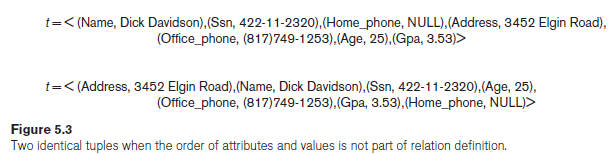 t=<(Name, Dick Davidson),(Ssn, 422-11-2320),(Home_phone, NULL),(Address, 3452 Elgin Road),
(Office_phone, (817)749-1253),(Age, 25),(Gpa, 3.53)>
t=<(Address, 3452 Elgin Road),(Name, Dick Davidson),(Ssn, 422-11-2320),(Age, 25),
(Office_phone, (817)749-1253),(Gpa, 3.53),(Home_phone, NULL)>
Figure 5.3
Two identical tuples when the order of attributes and values is not part of relation definition.